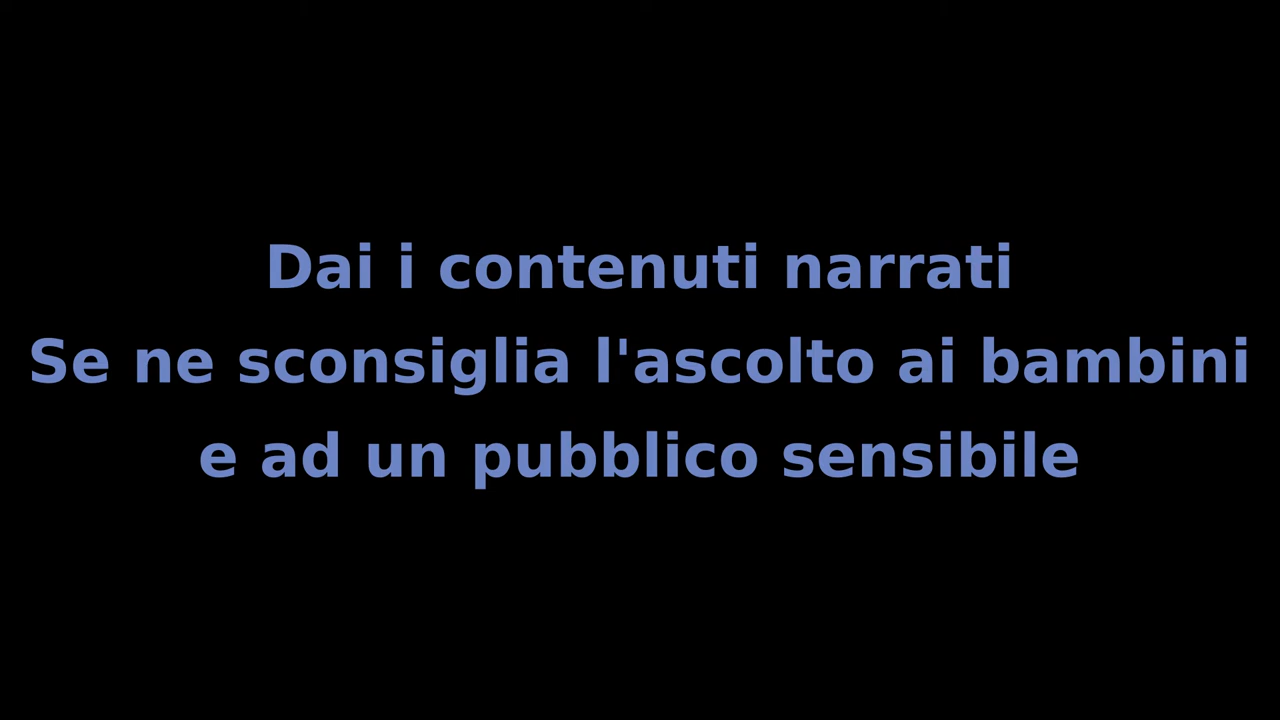 Dai i contenuti narrati
Se ne sconsiglia l'ascolto ai bambini
e ad un pubblico sensibile